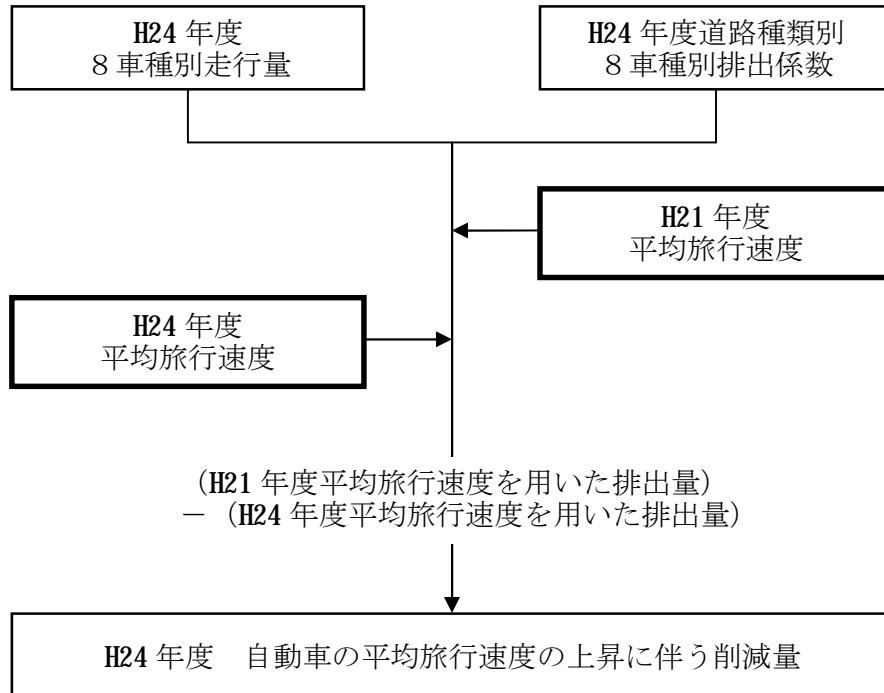 H24 年度
８車種別走行量
H24 年度道路種類別
８車種別排出係数
H21 年度
平均旅行速度
H24 年度
平均旅行速度
（H21 年度平均旅行速度を用いた排出量）
－（H24 年度平均旅行速度を用いた排出量）
H24 年度　自動車の平均旅行速度の上昇に伴う削減量